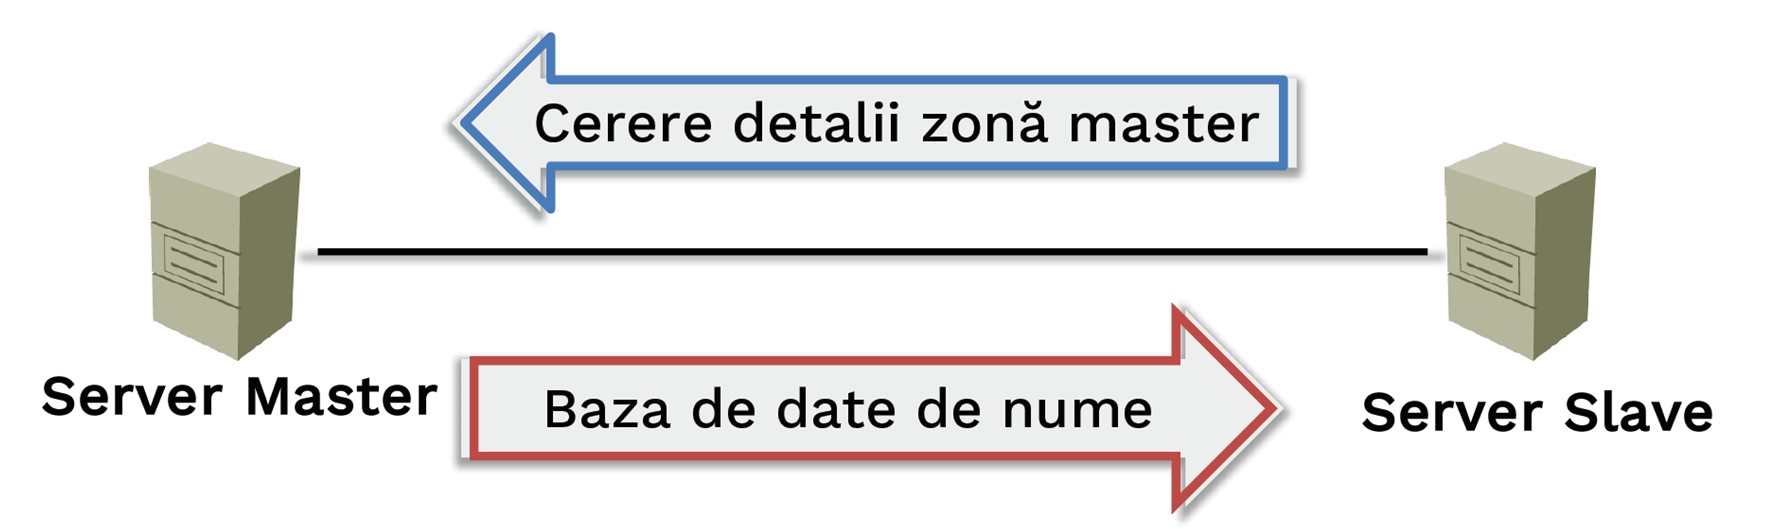 Cerere detalii zonă master
Server Master
Baza de date de nume
Server Slave